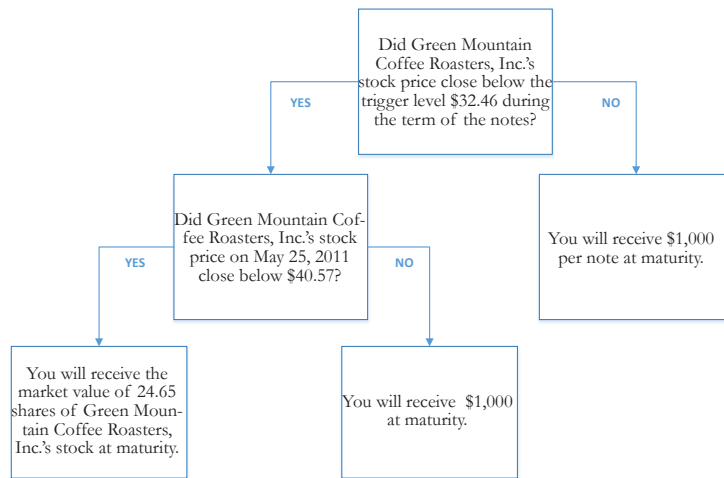 Did Green Mountain
Coffee Roasters, Inc.'s
stock price close below the
trigger level $32.46 during
the term of the notes?
YES
NO
Did Green Mountain Cof-
fee Roasters, Inc.'s stock
price on May 25, 2011
close below $40.57?
You will receive $1,000
per note at maturity.
YES
NO
You will receive the
market value of 24.65
shares of Green Moun-
tain Coffee Roasters,
Inc.'s stock at maturity.
You will receive $1,000
at maturity.